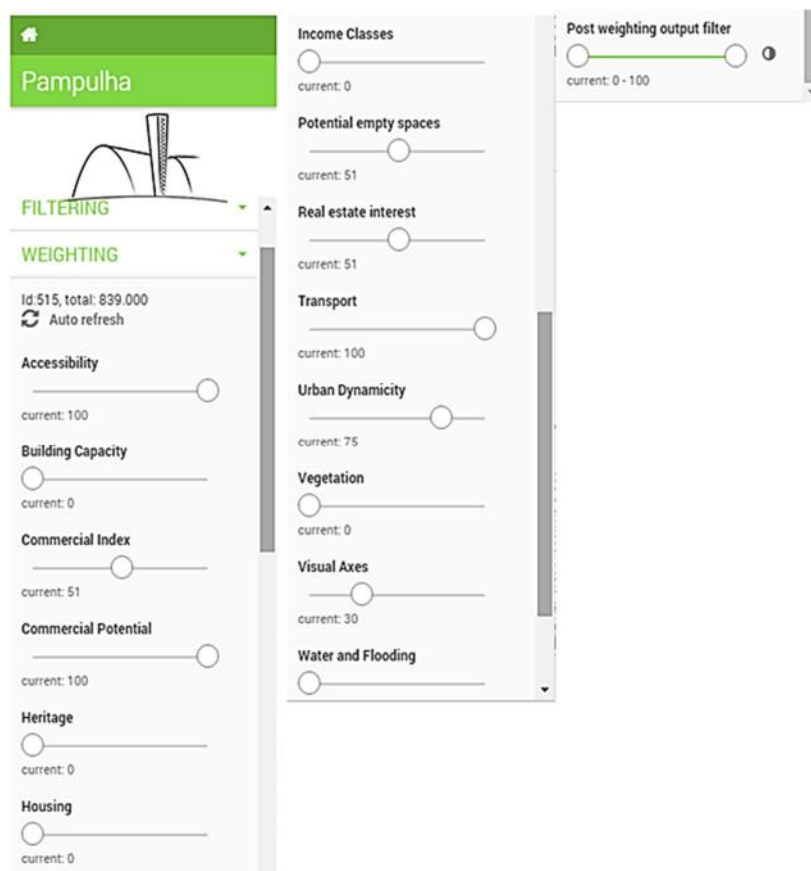 Pampulha
FILTERING
WEIGHTING
Id:515, total: 839.000
Auto refresh
Accessibility
current: 100
Building Capacity
current: 0
Commercial Index
current: 51
Commercial Potential
current: 100
Heritage
current: 0
Housing
current: 0
Income Classes
current: 0
Potential empty spaces
current: 51
Real estate interest
current: 51
Transport
current: 100
Urban Dynamicity
current: 75
Vegetation
current: 0
Visual Axes
current: 30
Water and Flooding
Post weighting output filter
current: 0 - 100